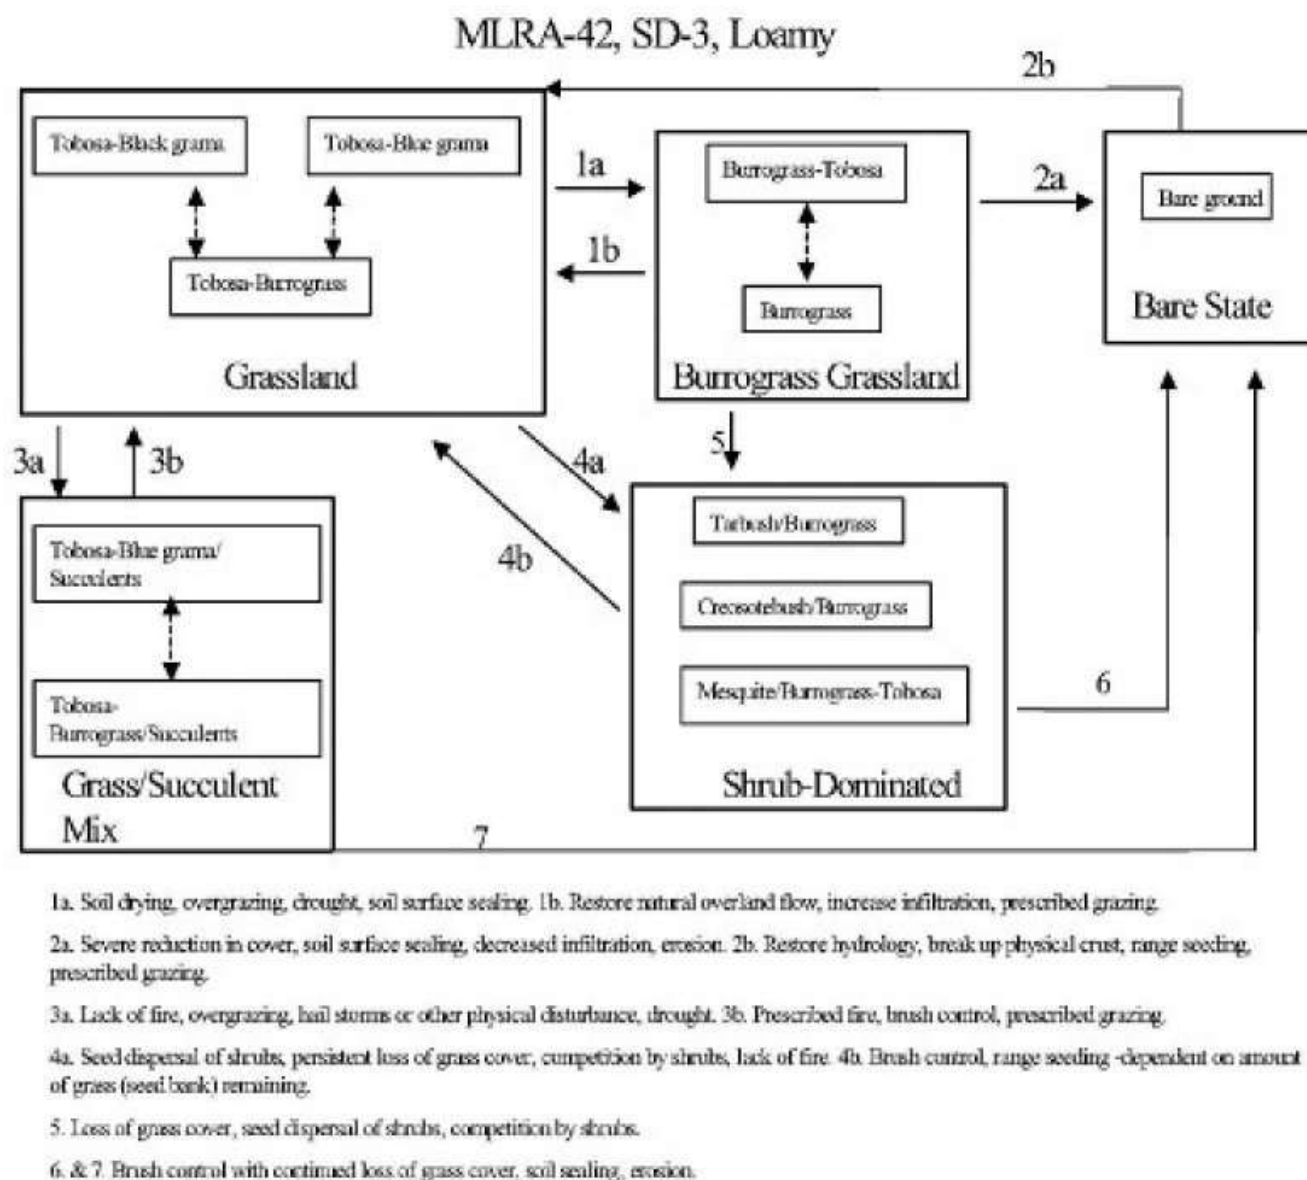 MLRA-42, SD-3, Loamy
2b
Tobosa-Black grama
Tobosa-Blue grama
Tobosa-Burrograss
Grassland
1a
1b
Burrograss-Tobosa
Burrograss
Burrograss Grassland
2a
Bare ground
Bare State
3a
3b
4a
4b
5
Tobosa-Blue grama/
Succulents
Tobosa-
Burrograss/Succulents
Grass/Succulent
Mix
Tarbush/Burrograss
Creosotebush/Burrograss
Mesquite/Burrograss-Tobosa
Shrub-Dominated
6
7
1a. Soil drying, overgrazing, drought, soil surface sealing. 1b. Restore natural overland flow, increase infiltration, prescribed grazing.
2a. Severe reduction in cover, soil surface sealing, decreased infiltration, erosion. 2b. Restore hydrology, break up physical crust, range seeding,
prescribed grazing.
3a. Lack of fire, overgrazing, hail storms or other physical disturbance, drought. 3b. Prescribed fire, brush control, prescribed grazing.
4a. Seed dispersal of shrubs, persistent loss of grass cover, competition by shrubs, lack of fire. 4b. Brush control, range seeding -dependent on amount
of grass (seed bank) remaining.
5. Loss of grass cover, seed dispersal of shrubs, competition by shrubs.
6. & 7. Brush control with continued loss of grass cover, soil sealing, erosion.